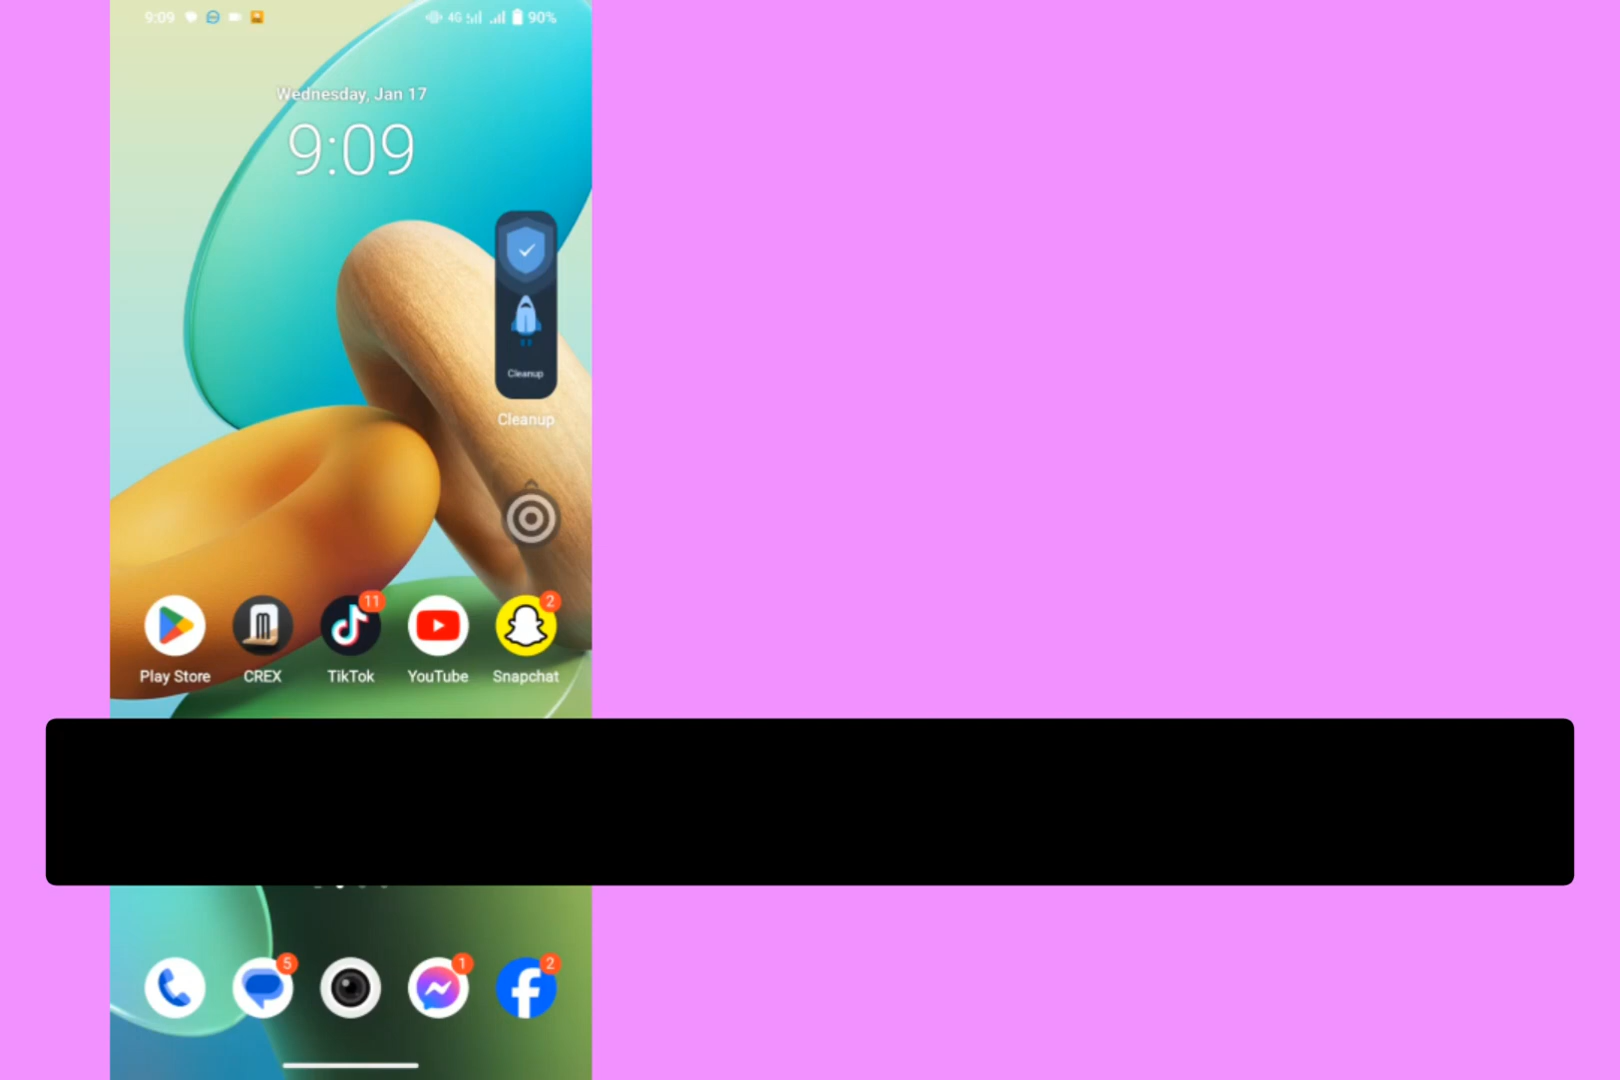 9:09 4G 90%
Wednesday, Jan 17
9:09
Cleanup
Cleanup
11 2
Play Store CREX TikTok YouTube Snapchat
5 1 2